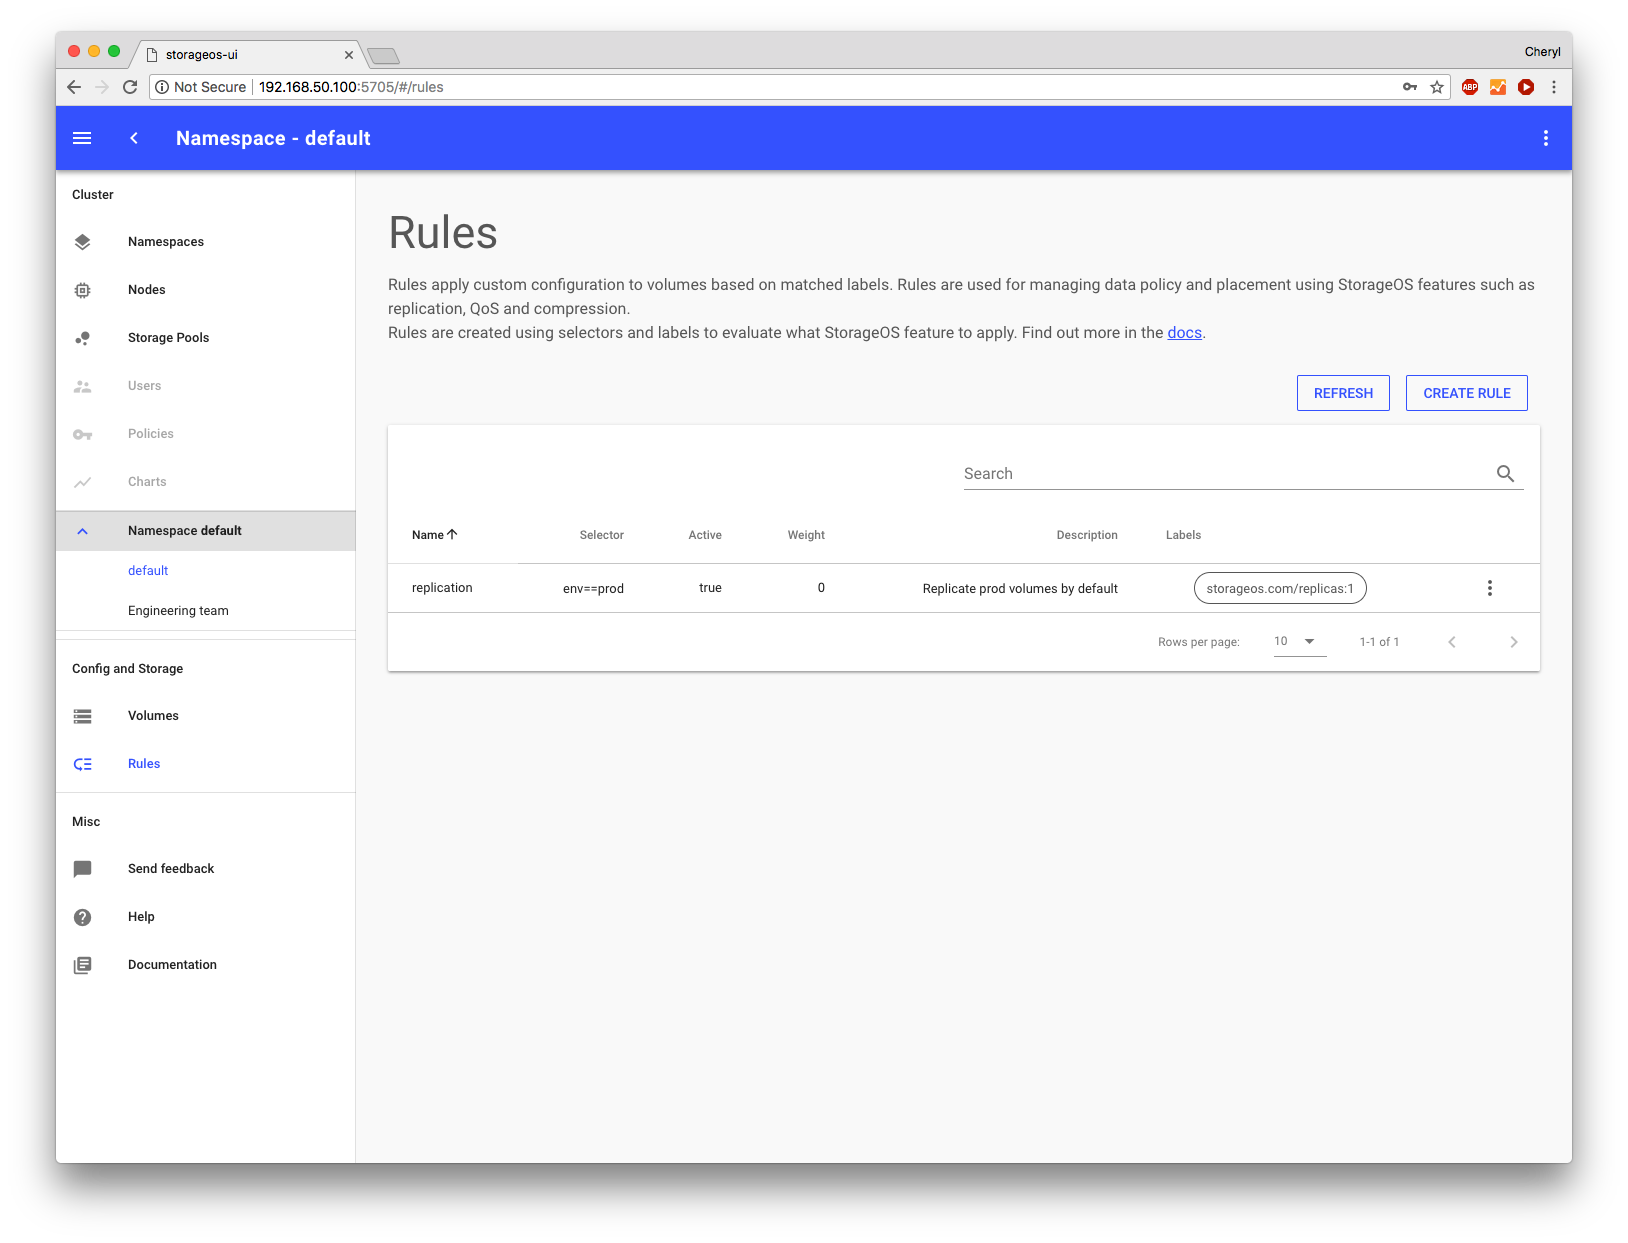 storageos-ui
Cheryl
Not Secure 192.168.50.100:5705/#/rules
ABP
Namespace - default
Cluster
Namespaces
Nodes
Storage Pools
Users
Policies
Charts
Namespace default
default
Engineering team
Config and Storage
Volumes
Rules
Misc
Send feedback
Help
Documentation
Rules
Rules apply custom configuration to volumes based on matched labels. Rules are used for managing data policy and placement using StorageOS features such as
replication, QoS and compression.
Rules are created using selectors and labels to evaluate what StorageOS feature to apply. Find out more in the docs.
REFRESH CREATE RULE
Search
Name Selector Active Weight Description Labels
replication env==prod true 0 Replicate prod volumes by default storageos.com/replicas:1
Rows per page: 10 1-1 of 1